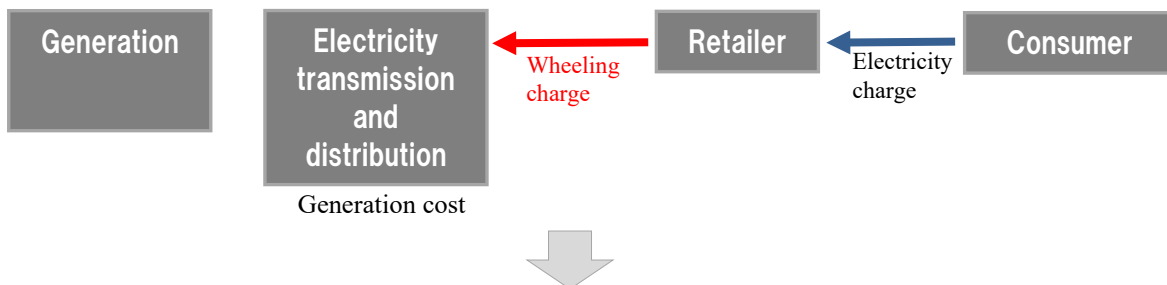 Generation
Electricity
transmission
and
distribution
Generation cost
Wheeling
charge
Retailer
Electricity
charge
Consumer